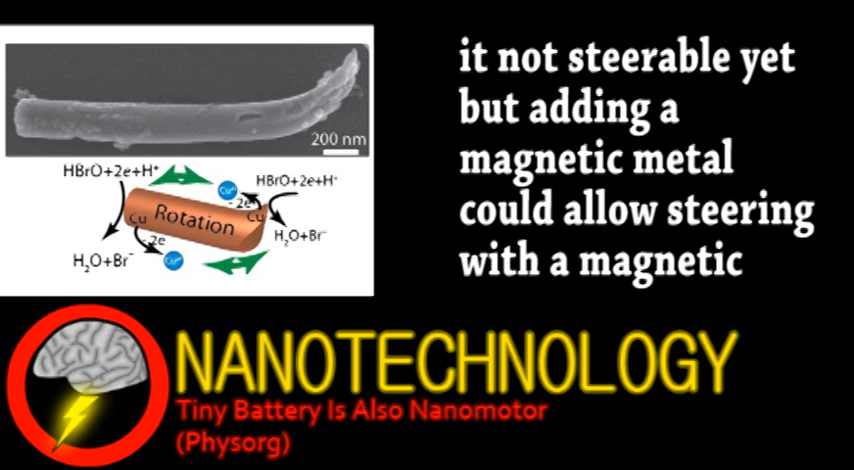 200 nm
HBrO+2e+H⁺
Cu²⁺
HBrO+2e+H⁺
- 2e
Cu
Rotation
Cu
- 2e
H₂O+Br⁻
H₂O+Br⁻
it not steerable yet
but adding a
magnetic metal
could allow steering
with a magnetic
NANOTECHNOLOGY
Tiny Battery Is Also Nanomotor
(Physorg)